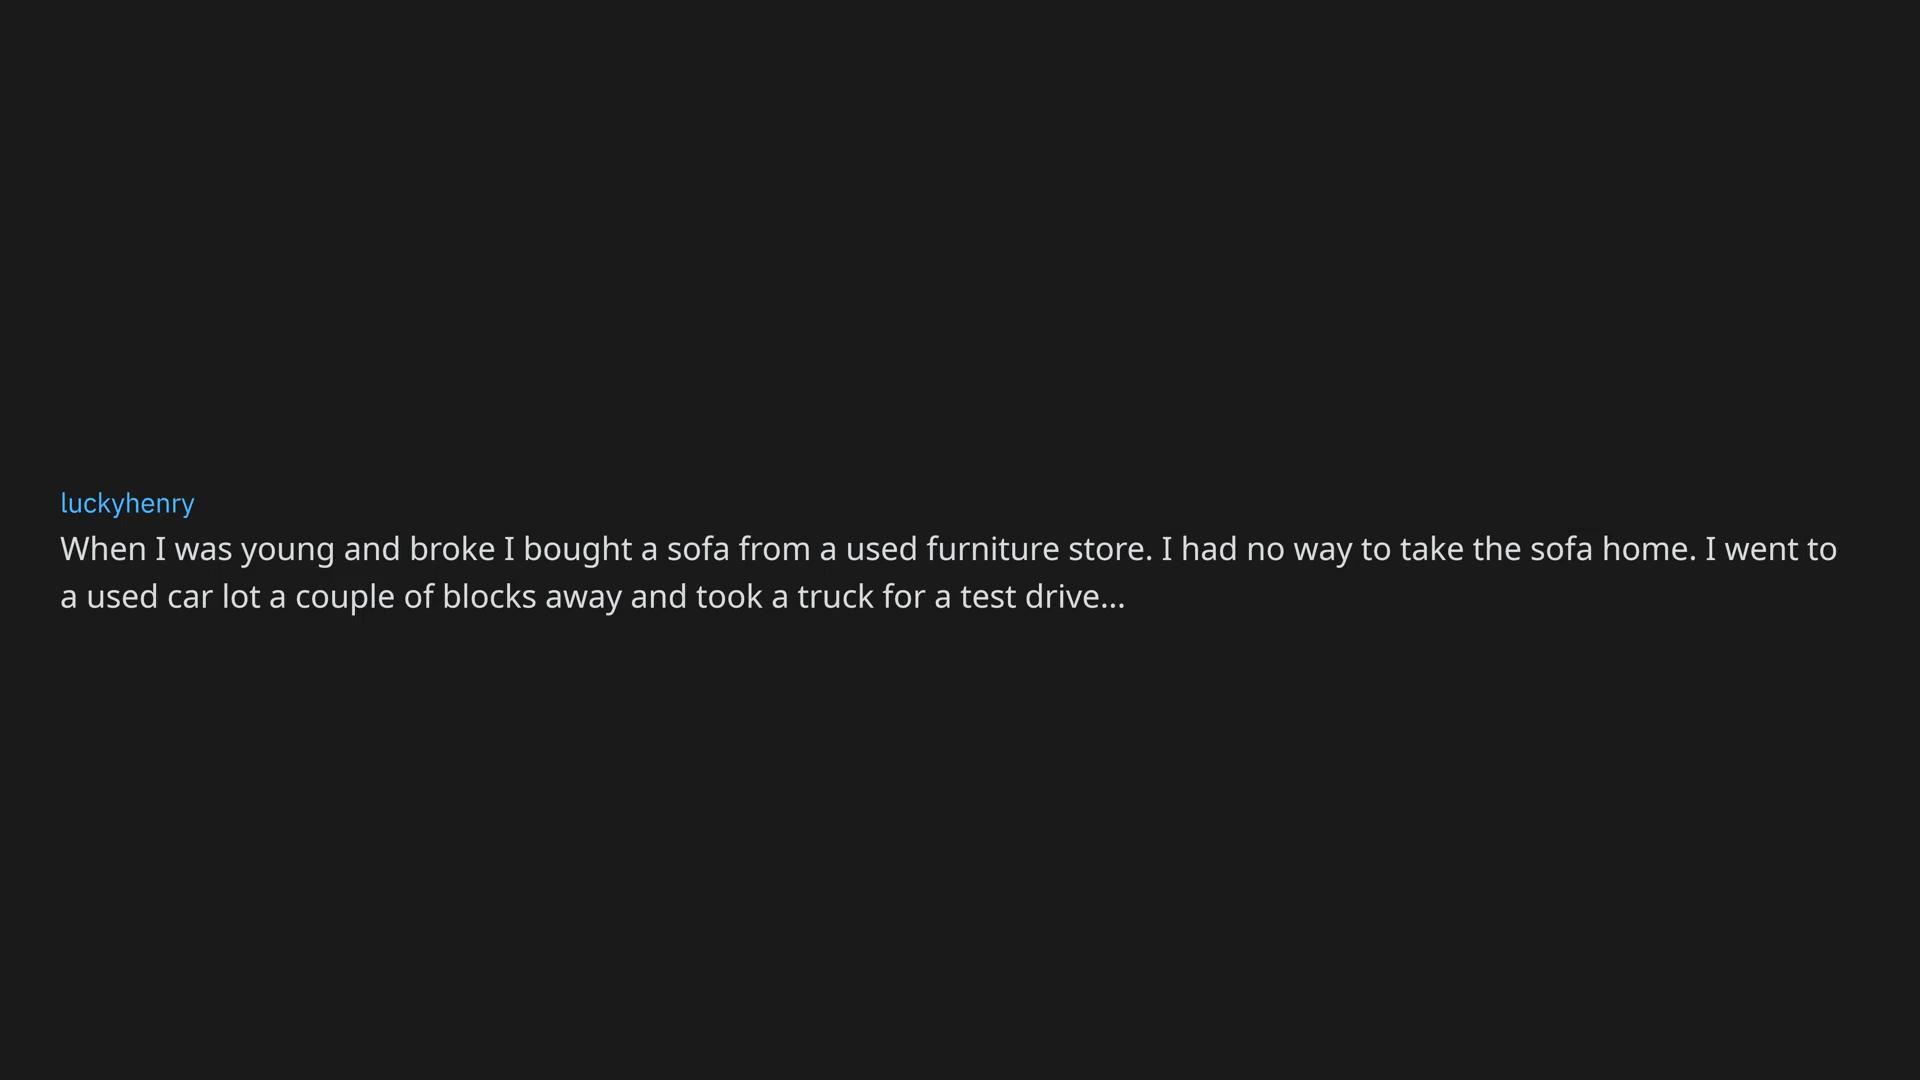 luckyhenry
When I was young and broke I bought a sofa from a used furniture store. I had no way to take the sofa home. I went to
a used car lot a couple of blocks away and took a truck for a test drive...